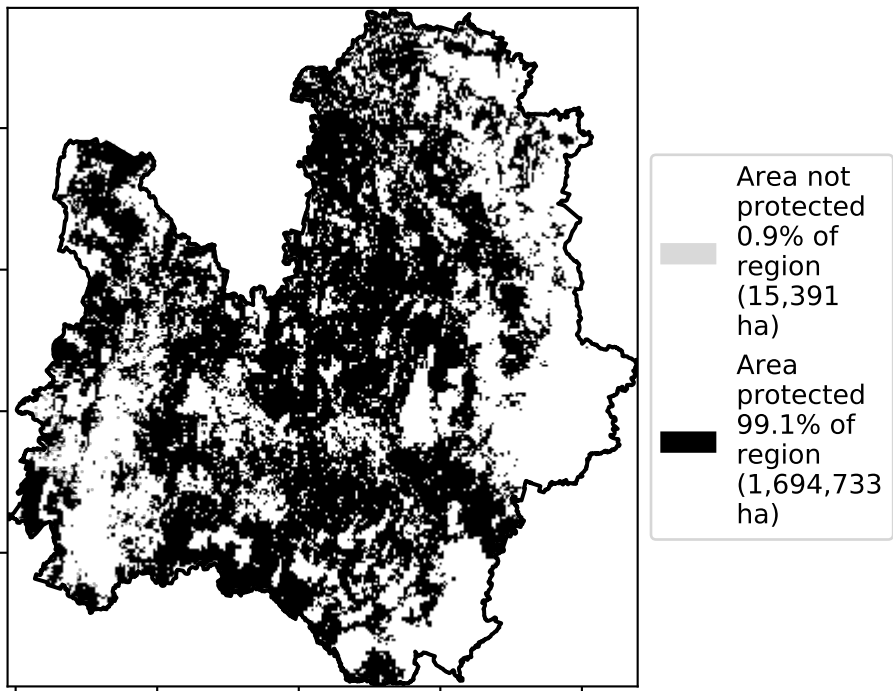 Area not
protected
0.9% of
region
(15,391
ha)
Area
protected
99.1% of
region
(1,694,733
ha)